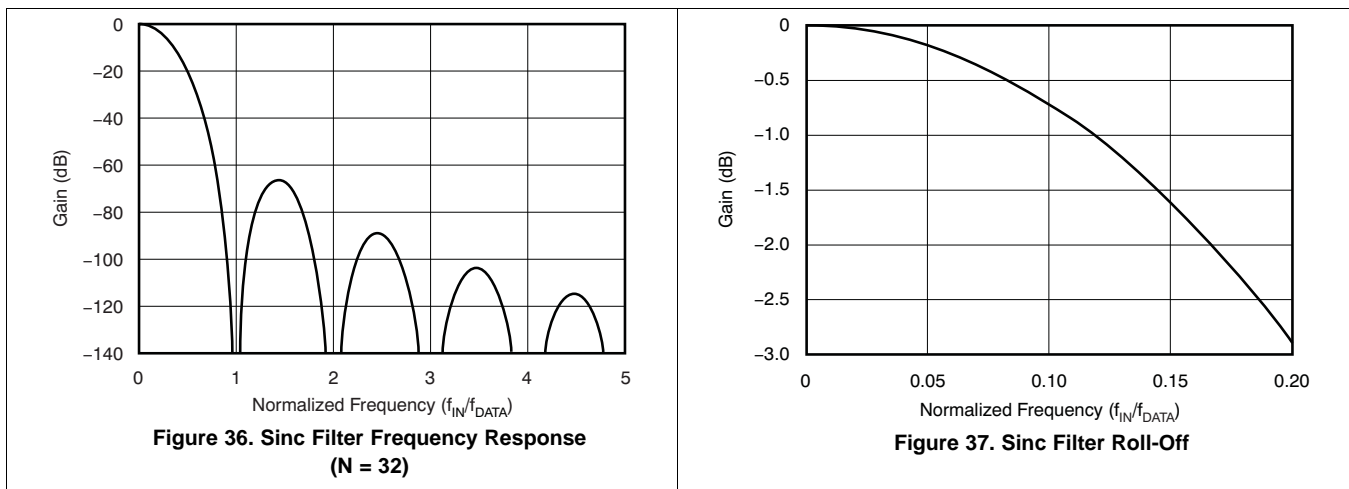 0
−20
−40
−60
−80
−100
−120
−140
Gain (dB)
0 1 2 3 4 5
Normalized Frequency (f_IN/f_DATA)
Figure 36. Sinc Filter Frequency Response
(N = 32)
0
−0.5
−1.0
−1.5
−2.0
−2.5
−3.0
Gain (dB)
0 0.05 0.10 0.15 0.20
Normalized Frequency (f_IN/f_DATA)
Figure 37. Sinc Filter Roll-Off